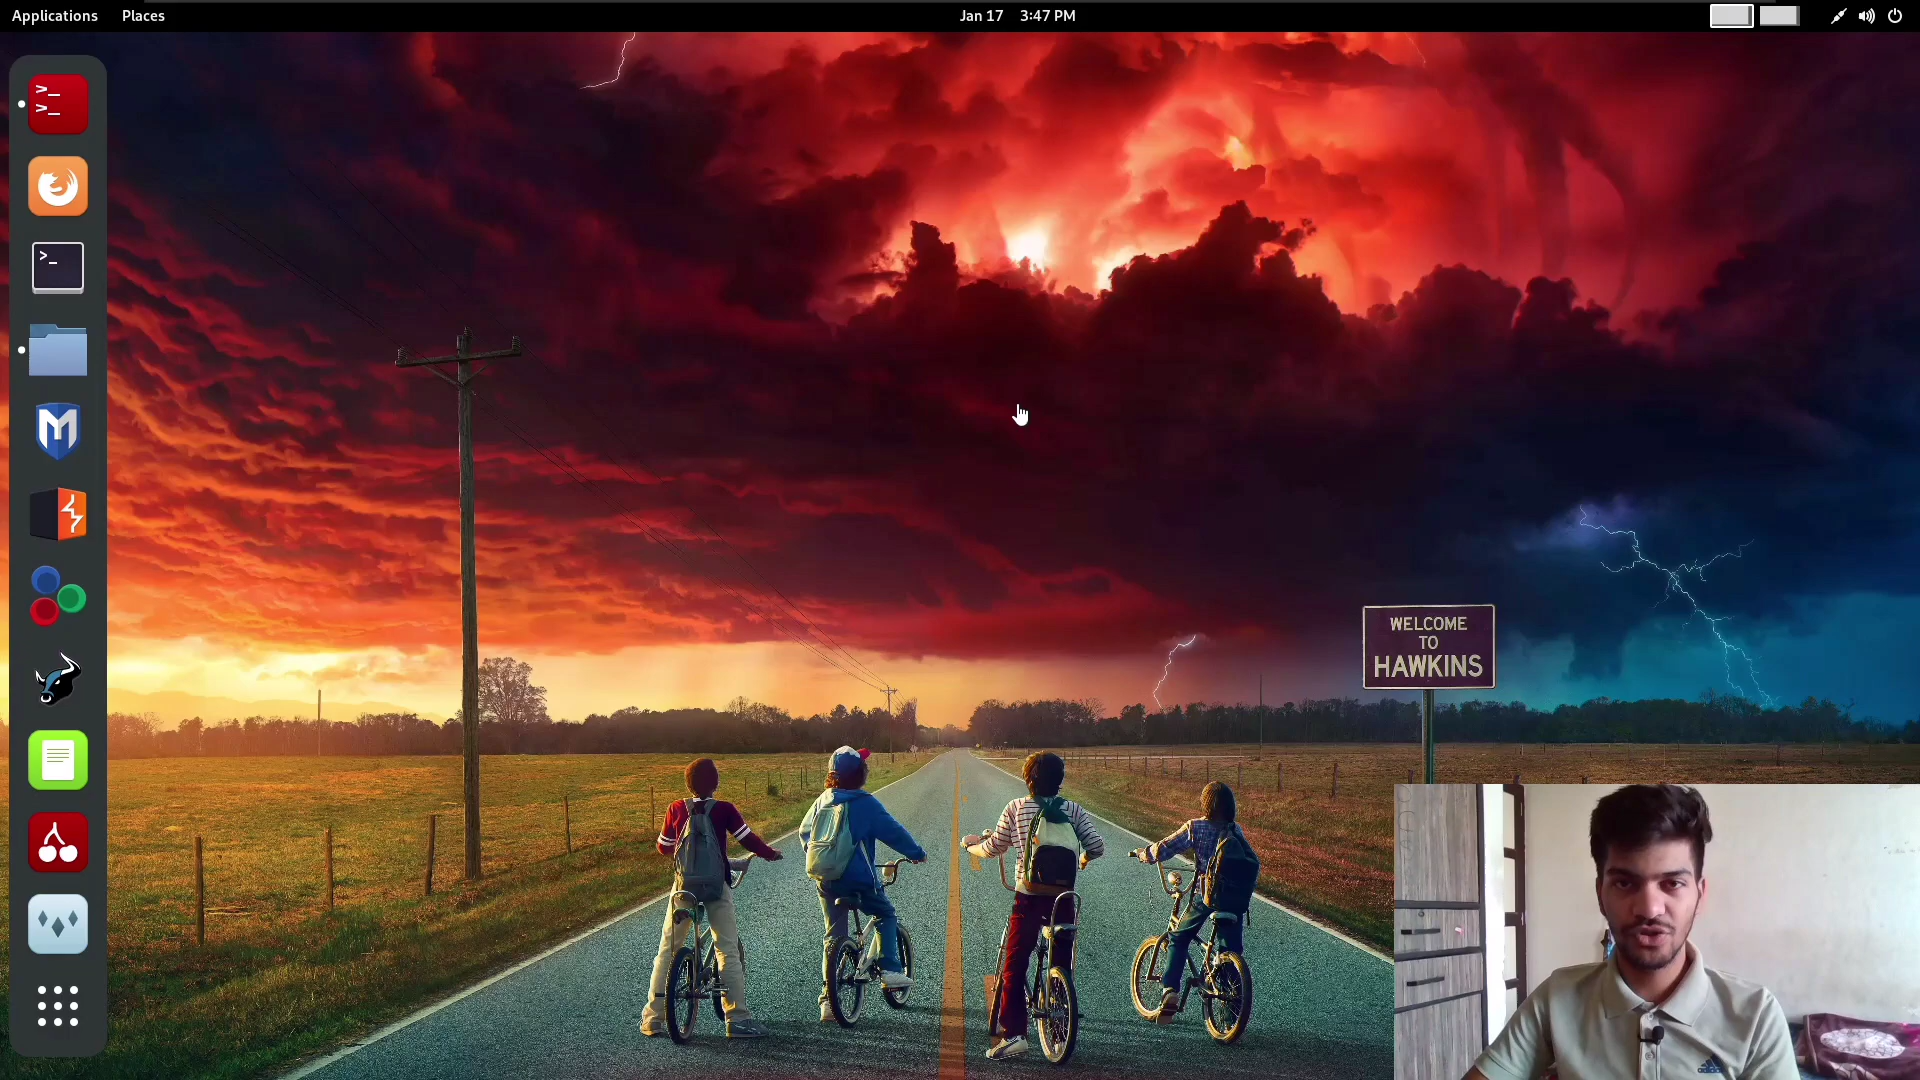 Applications Places Jan 17 3:47 PM
>_
>_
>_
M
WELCOME
TO
HAWKINS